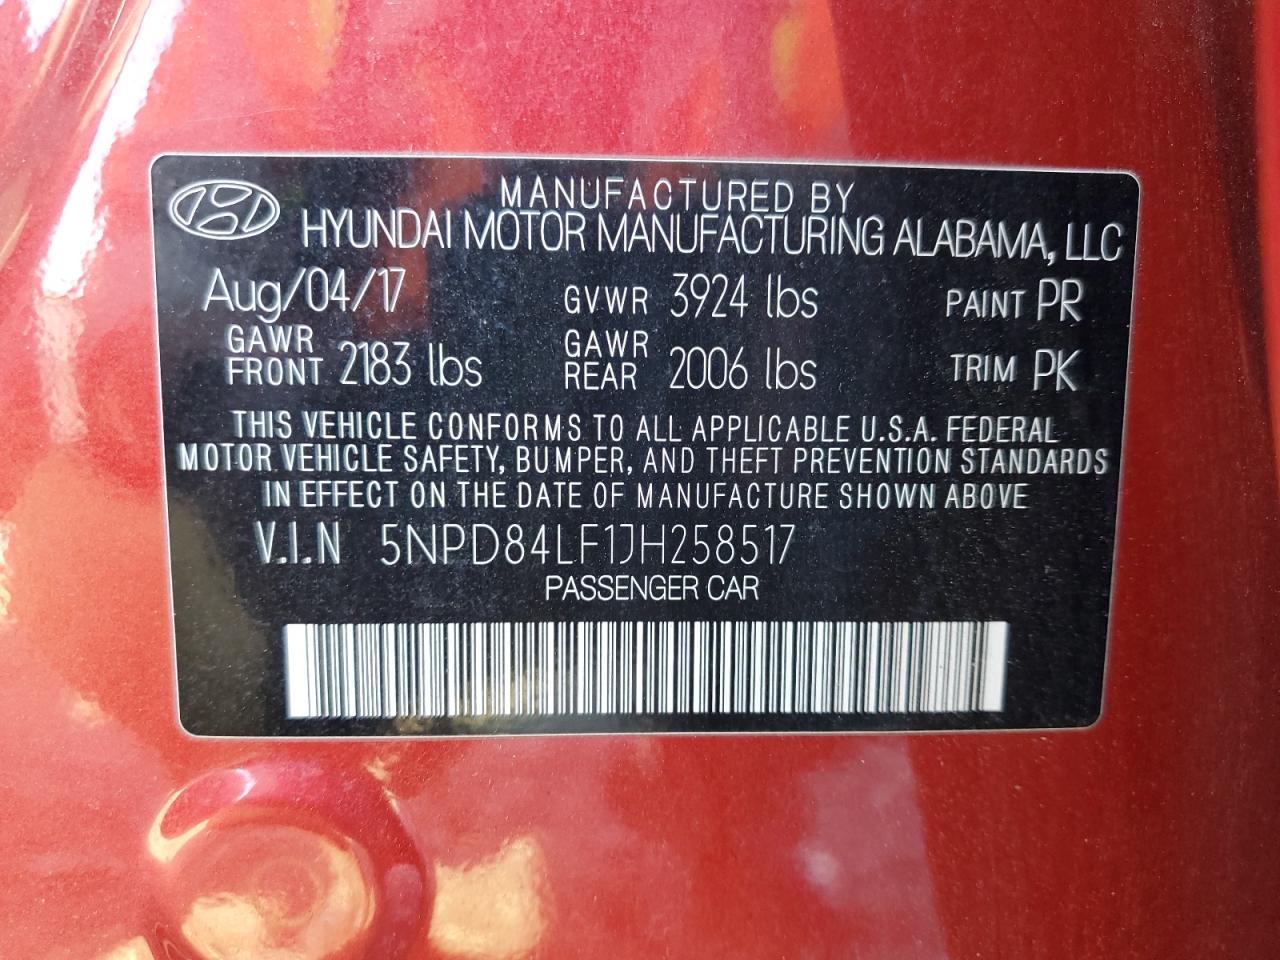 MANUFACTURED BY
HYUNDAI MOTOR MANUFACTURING ALABAMA, LLC
Aug/04/17 GVWR 3924 lbs PAINT PR
GAWR FRONT 2183 lbs GAWR REAR 2006 lbs TRIM PK
THIS VEHICLE CONFORMS TO ALL APPLICABLE U.S.A. FEDERAL
MOTOR VEHICLE SAFETY, BUMPER, AND THEFT PREVENTION STANDARDS
IN EFFECT ON THE DATE OF MANUFACTURE SHOWN ABOVE
V.I.N 5NPD84LF1JH258517
PASSENGER CAR